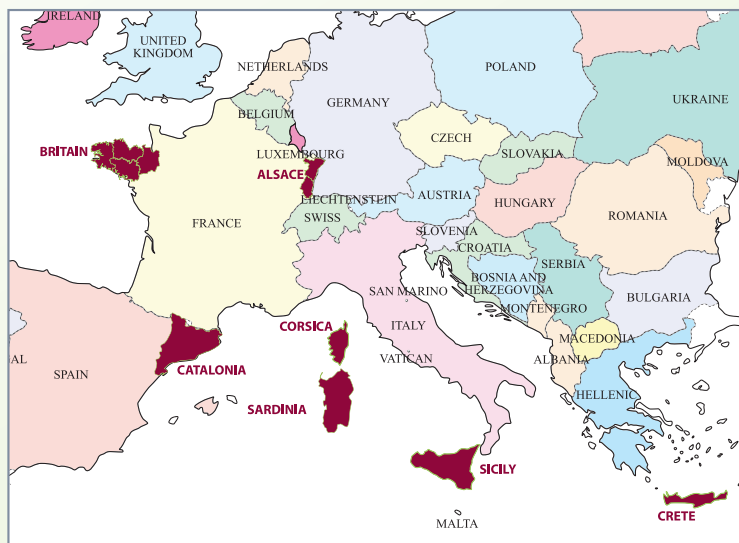 IRELAND
UNITED
KINGDOM
NETHERLANDS
POLAND
GERMANY
UKRAINE
BELGIUM
CZECH
BRITAIN
LUXEMBOURG
SLOVAKIA
MOLDOVA
ALSACE
LIECHTENSTEIN
AUSTRIA
HUNGARY
FRANCE
SWISS
ROMANIA
SLOVENIA
CROATIA
BOSNIA AND
HERZEGOVINA
SERBIA
SAN MARINO
MONTENEGRO
BULGARIA
CORSICA
ITALY
MACEDONIA
AL
SPAIN
CATALONIA
VATICAN
ALBANIA
HELLENIC
SARDINIA
SICILY
MALTA
CRETE